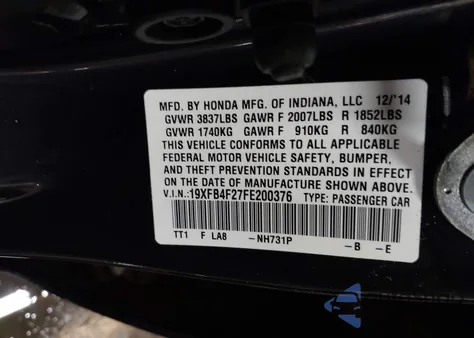 MFD. BY HONDA MFG. OF INDIANA, LLC 12/'14
GVWR 3837LBS GAWR F 2007LBS R 1852LBS
GVWR 1740KG GAWR F 910KG R 840KG
THIS VEHICLE CONFORMS TO ALL APPLICABLE
FEDERAL MOTOR VEHICLE SAFETY, BUMPER,
AND THEFT PREVENTION STANDARDS IN EFFECT
ON THE DATE OF MANUFACTURE SHOWN ABOVE.
V.I.N.:19XFB4F27FE200376 TYPE: PASSENGER CAR
TT1 F LA8 -NH731P -B -E